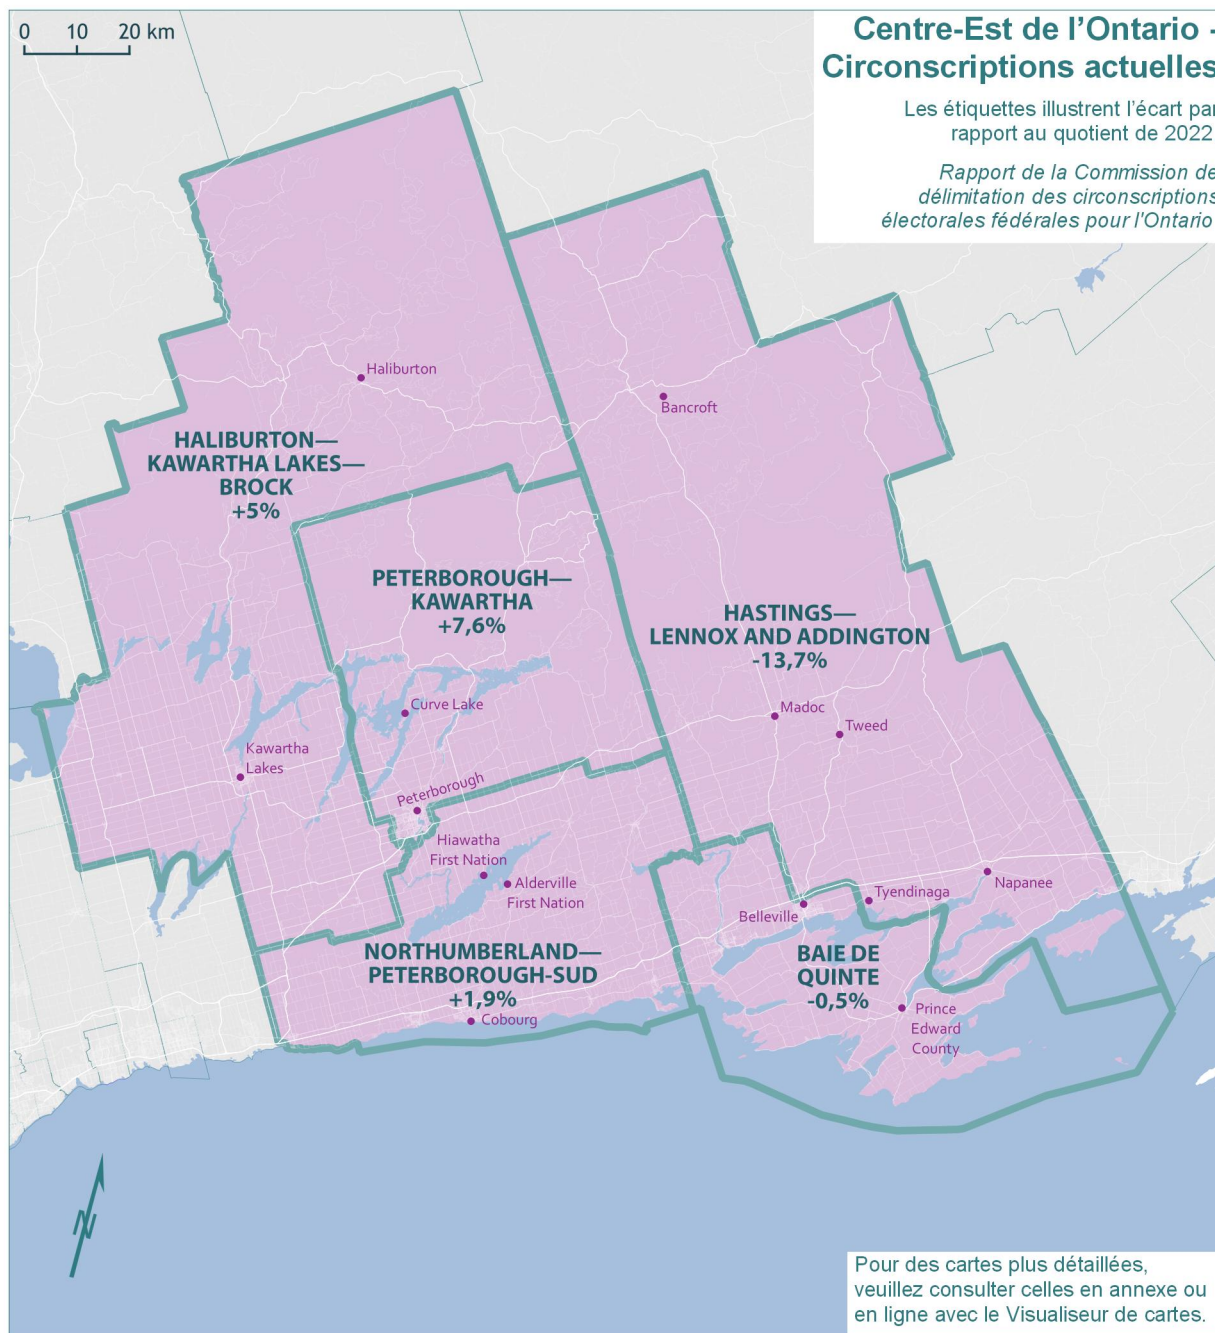 0 10 20 km
Centre-Est de l'Ontario -
Circonscriptions actuelles
Les étiquettes illustrent l'écart par
rapport au quotient de 2022
Rapport de la Commission de
délimitation des circonscriptions
électorales fédérales pour l'Ontario
Haliburton
Bancroft
HALIBURTON—
KAWARTHA LAKES—
BROCK
+5%
PETERBOROUGH—
KAWARTHA
+7,6%
HASTINGS—
LENNOX AND ADDINGTON
-13,7%
Curve Lake
Madoc
Tweed
Kawartha
Lakes
Peterborough
Hiawatha
First Nation
Alderville
First Nation
Napanee
Tyendinaga
Belleville
NORTHUMBERLAND—
PETERBOROUGH-SUD
+1,9%
Cobourg
BAIE DE
QUINTE
-0,5%
Prince
Edward
County
N
Pour des cartes plus détaillées,
veuillez consulter celles en annexe ou
en ligne avec le Visualiseur de cartes.